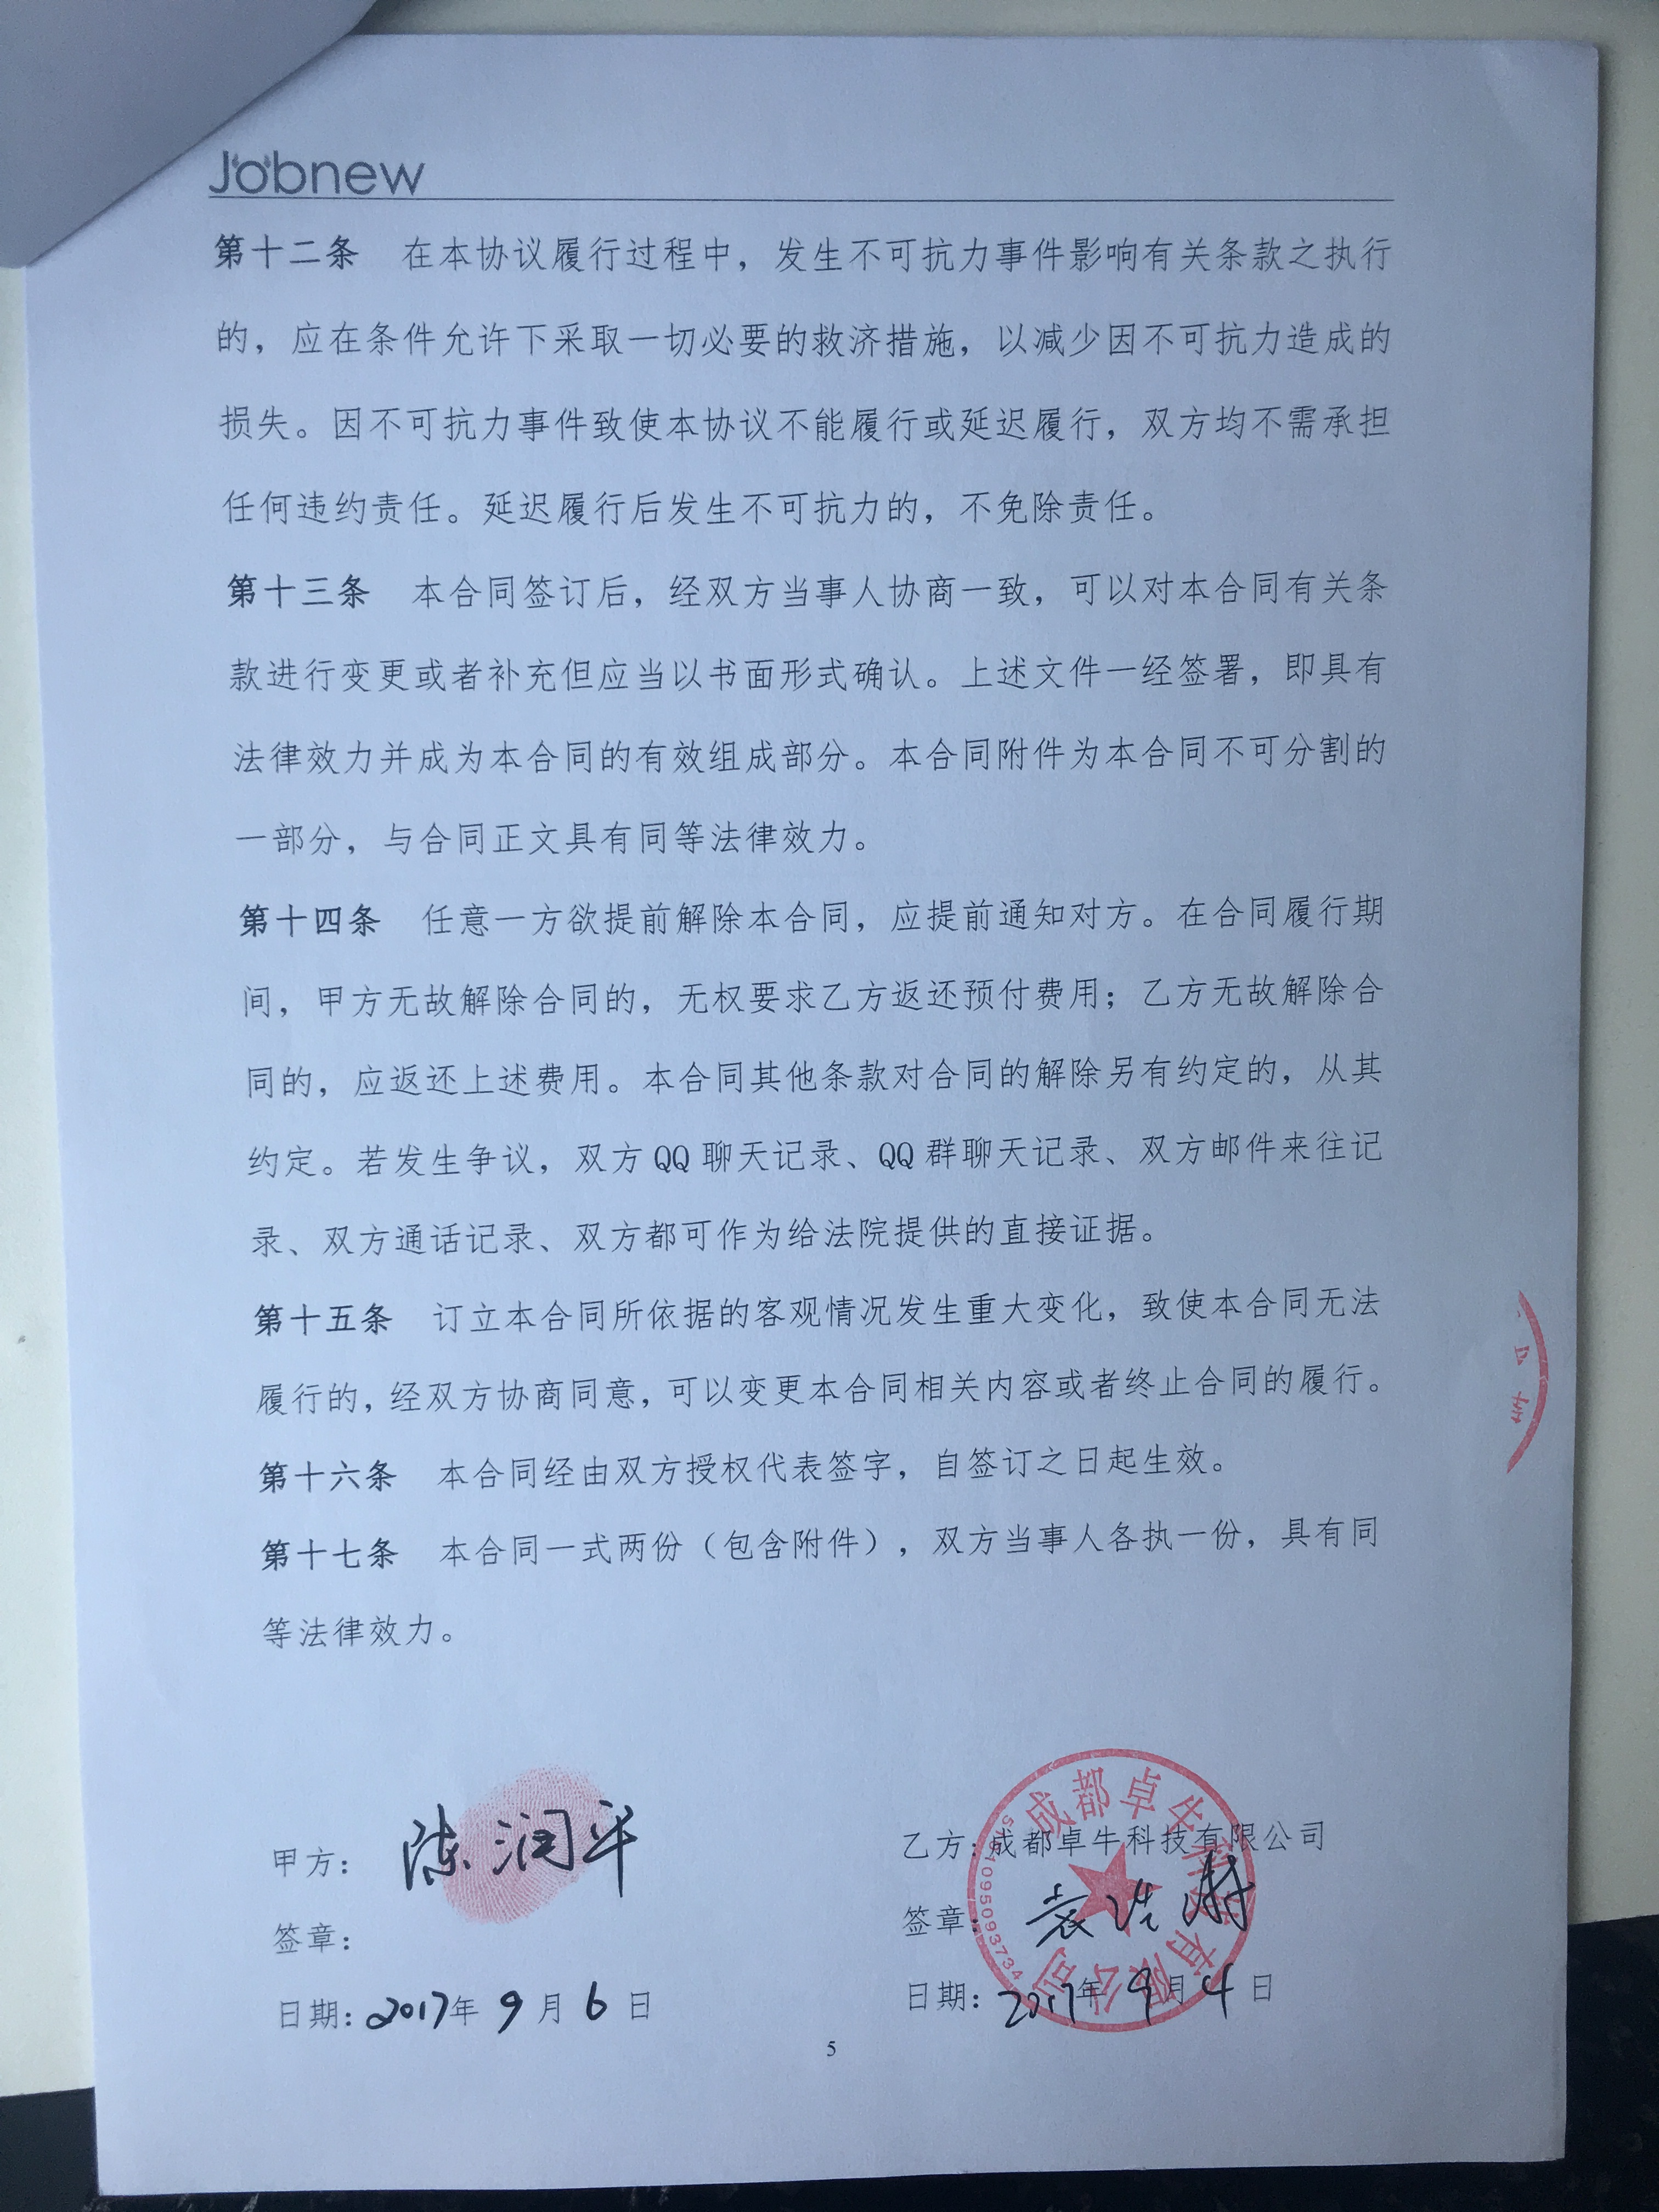 Jobnew
第十二条 在本协议履行过程中，发生不可抗力事件影响有关条款之执行
的，应在条件允许下采取一切必要的救济措施，以减少因不可抗力造成的
损失。因不可抗力事件致使本协议不能履行或延迟履行，双方均不需承担
任何违约责任。延迟履行后发生不可抗力的，不免除责任。
第十三条 本合同签订后，经双方当事人协商一致，可以对本合同有关条
款进行变更或者补充但应当以书面形式确认。上述文件一经签署，即具有
法律效力并成为本合同的有效组成部分。本合同附件为本合同不可分割的
一部分，与合同正文具有同等法律效力。
第十四条 任意一方欲提前解除本合同，应提前通知对方。在合同履行期
间，甲方无故解除合同的，无权要求乙方返还预付费用；乙方无故解除合
同的，应返还上述费用。本合同其他条款对合同的解除另有约定的，从其
约定。若发生争议，双方QQ聊天记录、QQ群聊天记录、双方邮件来往记
录、双方通话记录、双方都可作为给法院提供的直接证据。
第十五条 订立本合同所依据的客观情况发生重大变化，致使本合同无法
履行的，经双方协商同意，可以变更本合同相关内容或者终止合同的履行。
第十六条 本合同经由双方授权代表签字，自签订之日起生效。
第十七条 本合同一式两份（包含附件），双方当事人各执一份，具有同
等法律效力。
甲方：陈润平
签章：
日期：2017年9月6日
乙方：成都卓牛科技有限公司
签章：袁浩
日期：2017年9月4日
成都卓牛科技有限公司
5